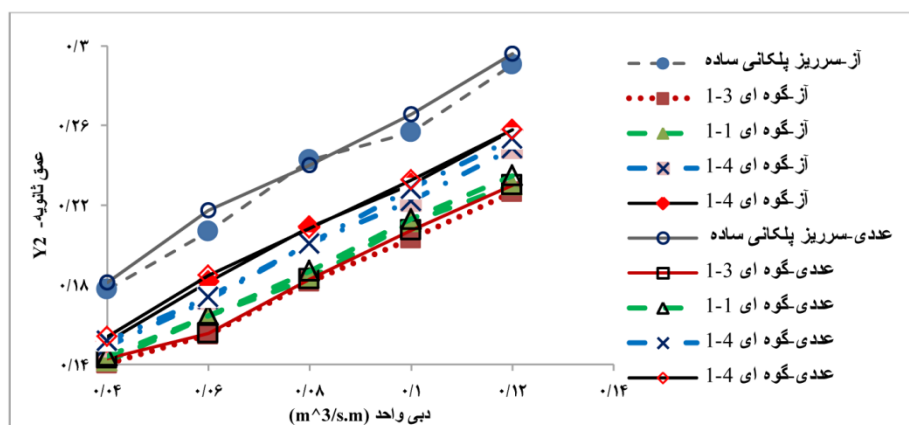 ۰/۳
۰/۲۶
۰/۲۲
۰/۱۸
۰/۱۴
عمق ثانویه- Y2
۰/۰۴ ۰/۰۶ ۰/۰۸ ۰/۱ ۰/۱۲ ۰/۱۴
دبی واحد (m^3/s.m)
آز-سرریز پلکانی ساده
آز-گوه ای 3-1
آز-گوه ای 1-1
آز-گوه ای 4-1
آز-گوه ای 4-1
عددی-سرریز پلکانی ساده
عددی-گوه ای 3-1
عددی-گوه ای 1-1
عددی-گوه ای 4-1
عددی-گوه ای 4-1